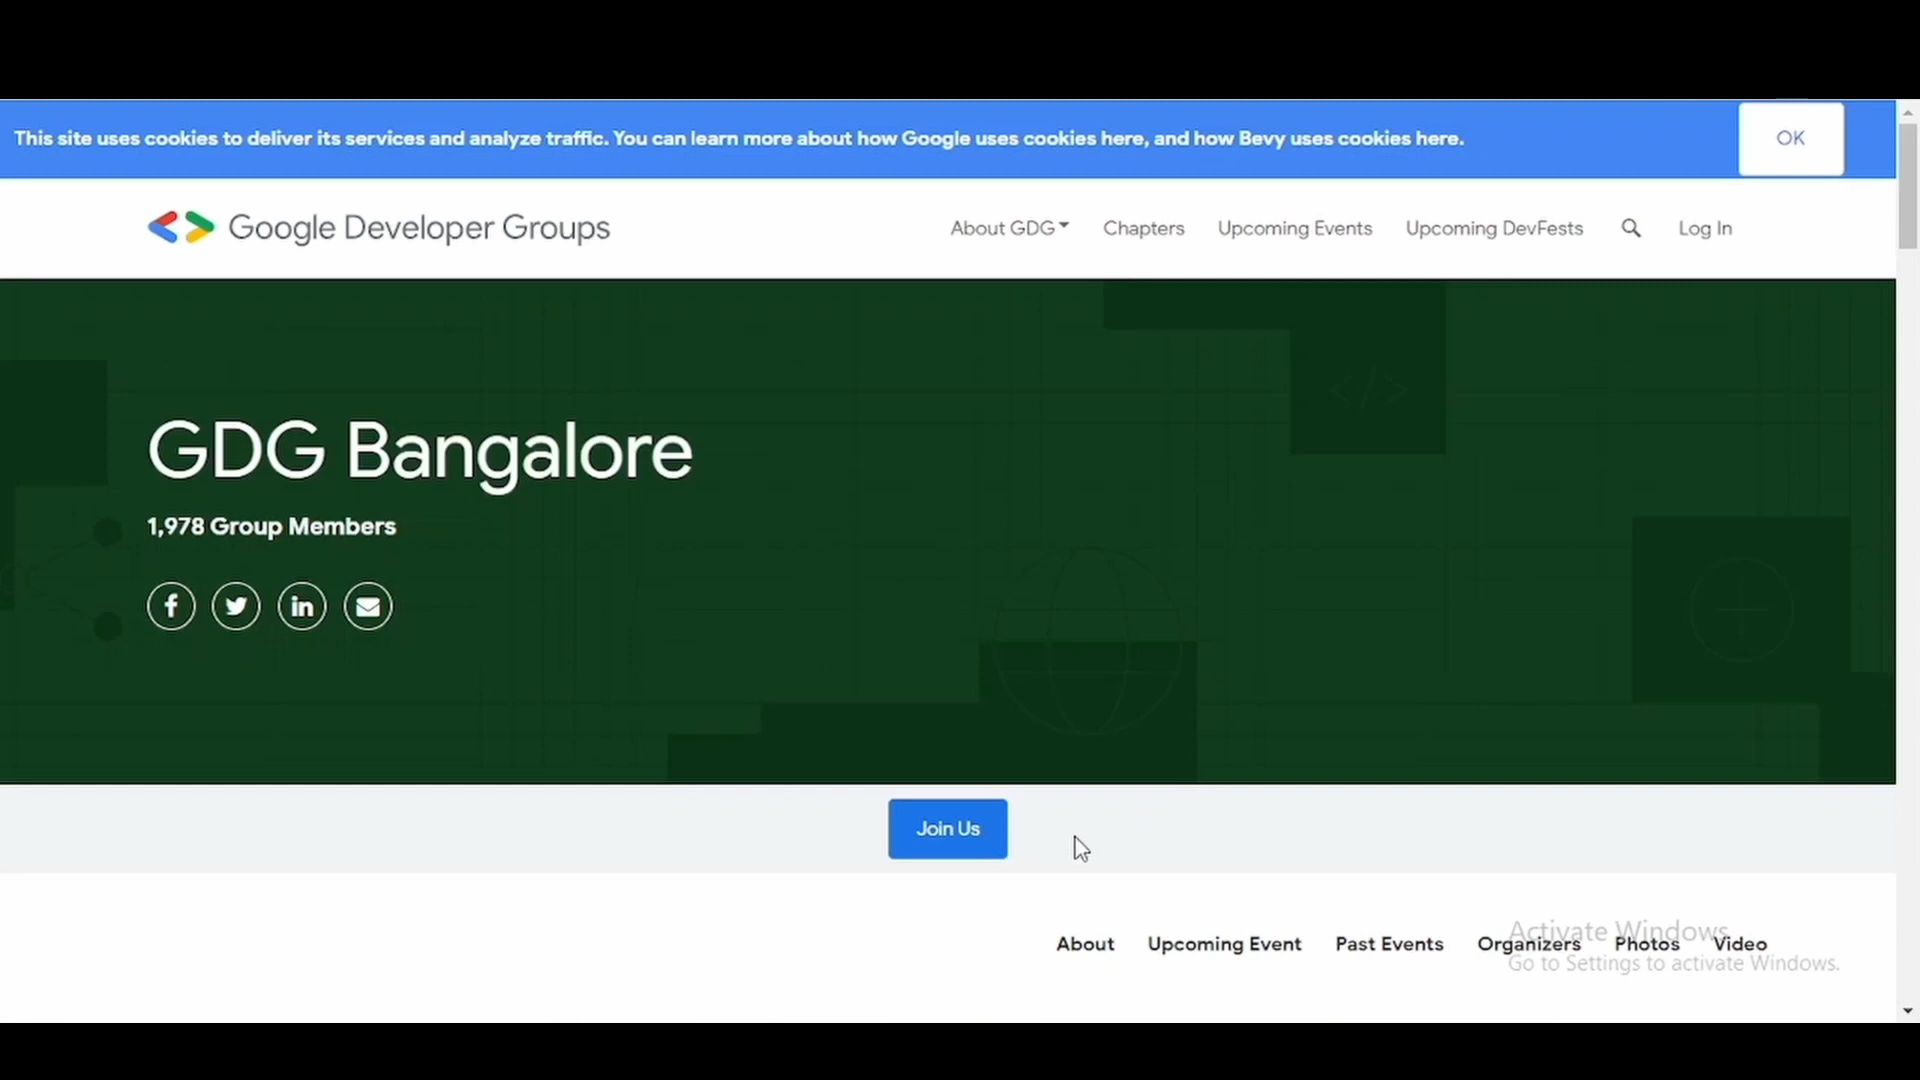 This site uses cookies to deliver its services and analyze traffic. You can learn more about how Google uses cookies here, and how Bevy uses cookies here.
OK
Google Developer Groups
About GDG
Chapters
Upcoming Events
Upcoming DevFests
Log In
GDG Bangalore
1,978 Group Members
Join Us
About
Upcoming Event
Past Events
Organizers
Photos
Video
Activate Windows
Go to Settings to activate Windows.